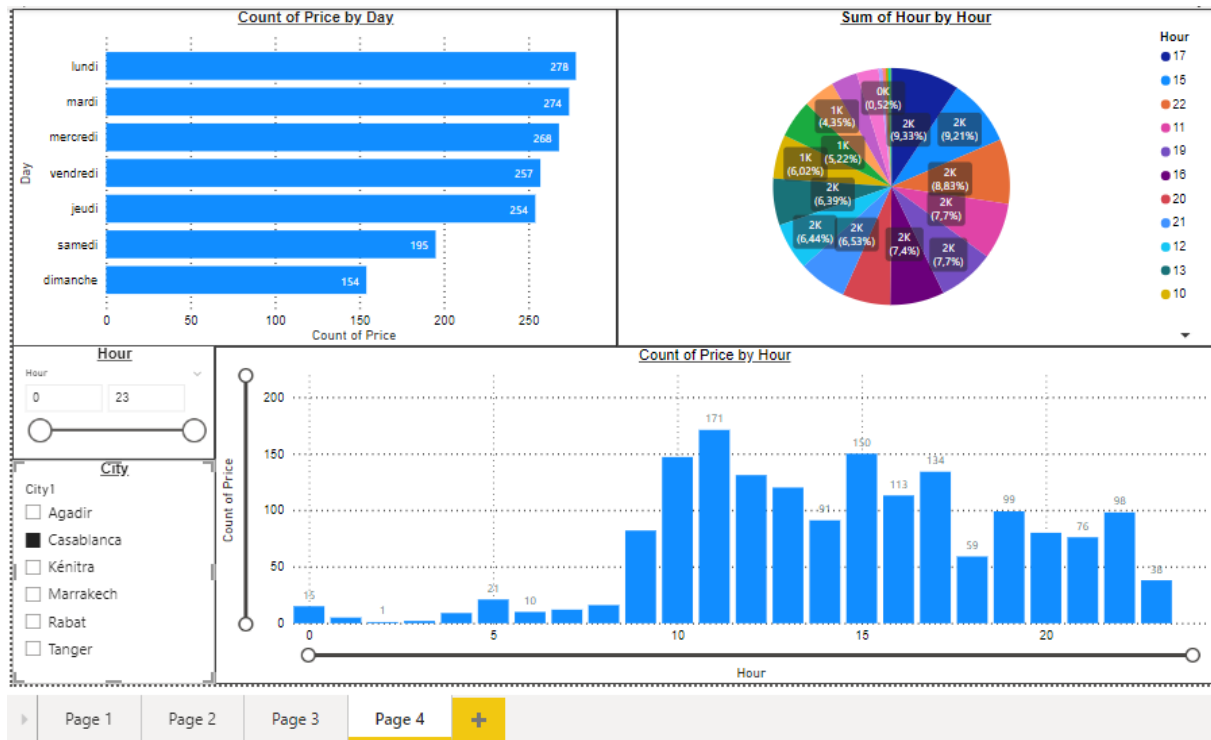 Count of Price by Day
Day
lundi
278
mardi
274
mercredi
268
vendredi
257
jeudi
254
samedi
195
dimanche
154
0
50
100
150
200
250
Count of Price
Sum of Hour by Hour
0K
(0,52%)
1K
(4,35%)
2K
(9,33%)
2K
(9,21%)
1K
(5,22%)
1K
(6,02%)
2K
(8,83%)
2K
(6,39%)
2K
(7,7%)
2K
(6,44%)
2K
(6,53%)
2K
(7,4%)
2K
(7,7%)
Hour
17
15
22
11
19
16
20
21
12
13
10
Hour
Hour
0
23
City
City1
Agadir
Casablanca
Kénitra
Marrakech
Rabat
Tanger
Count of Price by Hour
Count of Price
200
150
100
50
0
15
1
21
10
171
91
150
113
134
59
99
76
98
38
0
5
10
15
20
Hour
Page 1
Page 2
Page 3
Page 4
+